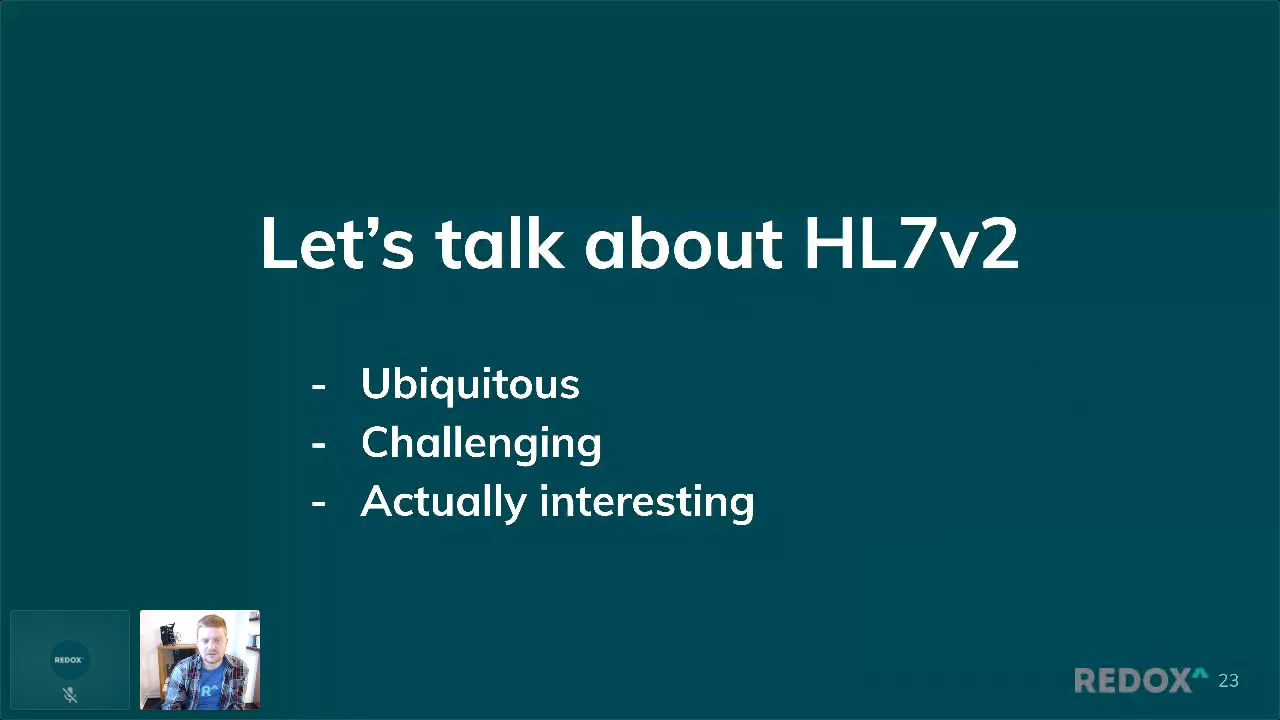 Let's talk about HL7v2
- Ubiquitous
- Challenging
- Actually interesting
REDOX
R^
REDOX^ 23